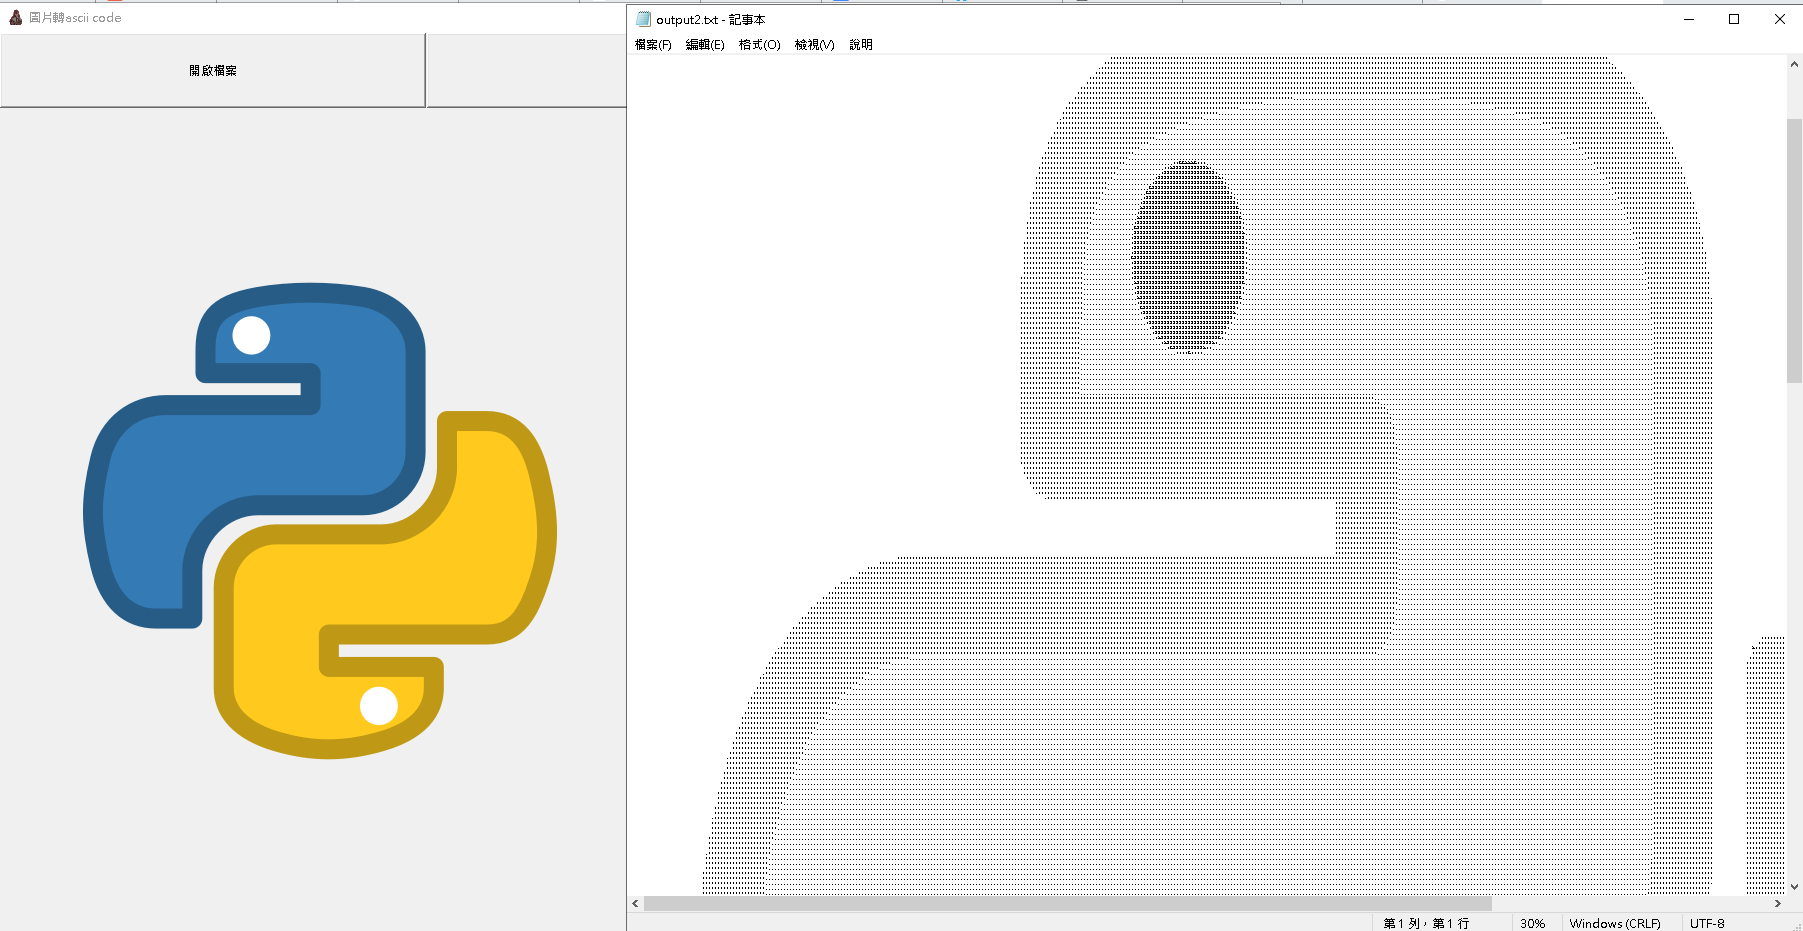 圖片轉ascii code
開啟檔案
output2.txt - 記事本
檔案(F) 編輯(E) 格式(O) 檢視(V) 說明
第 1 列，第 1 行 30% Windows (CRLF) UTF-8